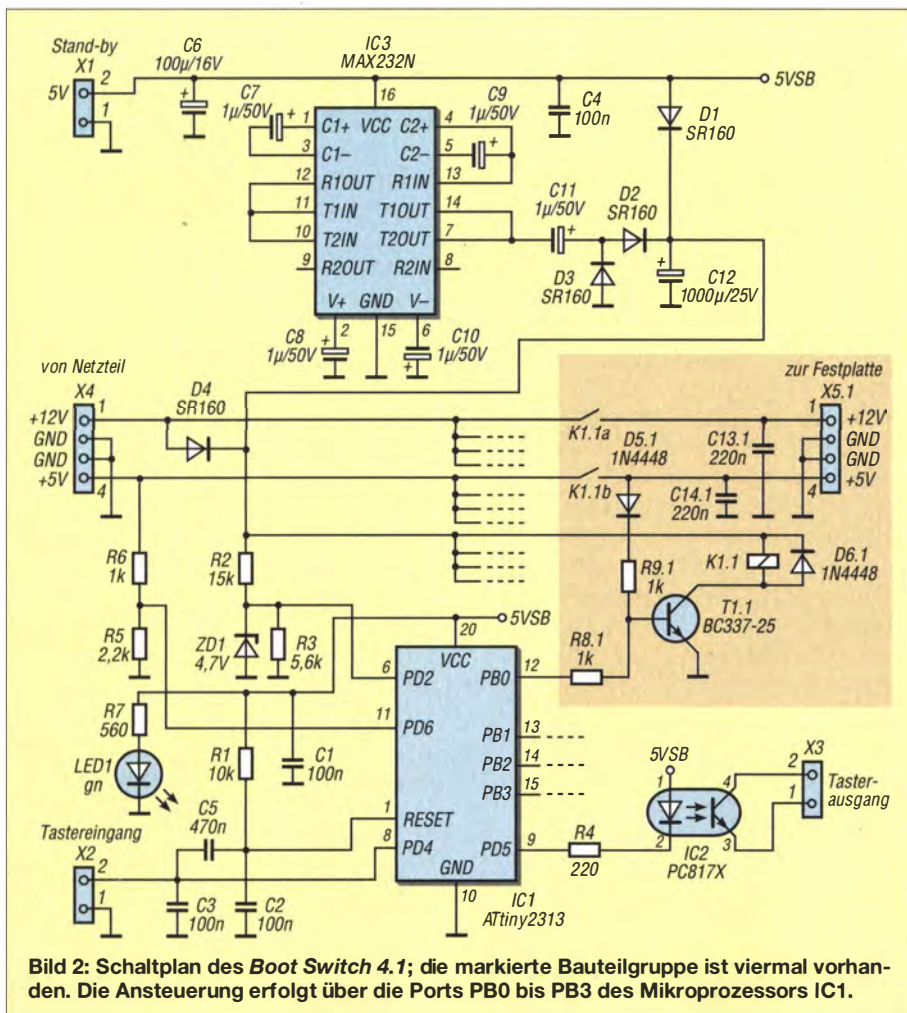 Stand-by
X1
5V
2
1
C6
100µ/16V
+
C7
1µ/50V
+
IC3
MAX232N
16
1
3
12
11
10
9
C1+
VCC
C2+
C1–
C2–
R1OUT
R1IN
T1IN
T1OUT
T2IN
T2OUT
R2OUT
R2IN
V+
GND
V–
4
5
13
14
7
8
2
15
6
C8
1µ/50V
+
C10
1µ/50V
+
C9
1µ/50V
+
C4
100n
5VSB
D1
SR160
C11
1µ/50V
+
D2
SR160
D3
SR160
+
C12
1000µ/25V
von Netzteil
X4
+12V
GND
GND
+5V
1
4
D4
SR160
zur Festplatte
X5.1
1
+12V
GND
GND
4
+5V
K1.1a
D5.1
1N4448
K1.1b
C13.1
220n
C14.1
220n
R9.1
1k
K1.1
D6.1
1N4448
T1.1
BC337-25
R8.1
1k
R6
1k
R5
2,2k
R2
15k
ZD1
4,7V
R3
5,6k
5VSB
20
VCC
6
PD2
11
PD6
1
RESET
8
PD4
GND
10
PB0
12
PB1
13
PB2
14
PB3
15
PD5
9
IC1
ATtiny2313
R7
560
LED1
gn
R1
10k
C1
100n
C5
470n
Tastereingang
X2
2
1
C3
100n
C2
100n
R4
220
5VSB
1
2
4
3
IC2
PC817X
X3
2
1
Taster-
ausgang
Bild 2: Schaltplan des Boot Switch 4.1; die markierte Bauteilgruppe ist viermal vorhan-
den. Die Ansteuerung erfolgt über die Ports PB0 bis PB3 des Mikroprozessors IC1.